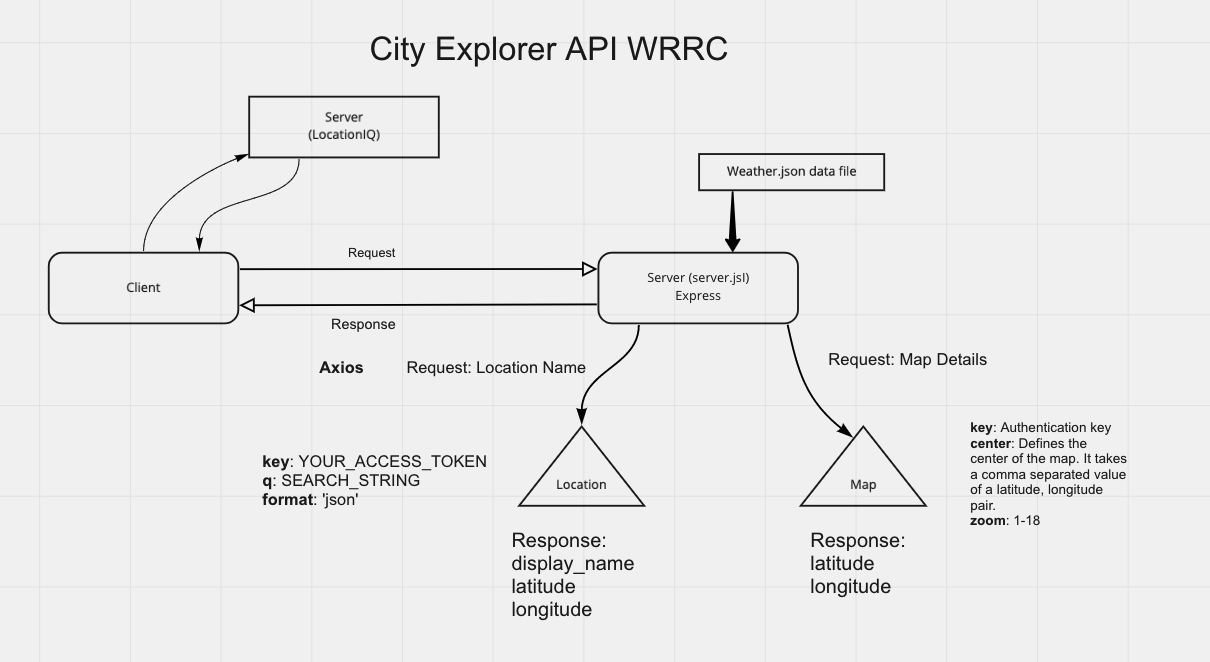 City Explorer API WRRC
Server
(LocationIQ)
Weather.json data file
Client
Request
Response
Server (server.jsl)
Express
Axios
Request: Location Name
Request: Map Details
key: YOUR_ACCESS_TOKEN
q: SEARCH_STRING
format: 'json'
Location
Map
key: Authentication key
center: Defines the
center of the map. It takes
a comma separated value
of a latitude, longitude
pair.
zoom: 1-18
Response:
display_name
latitude
longitude
Response:
latitude
longitude